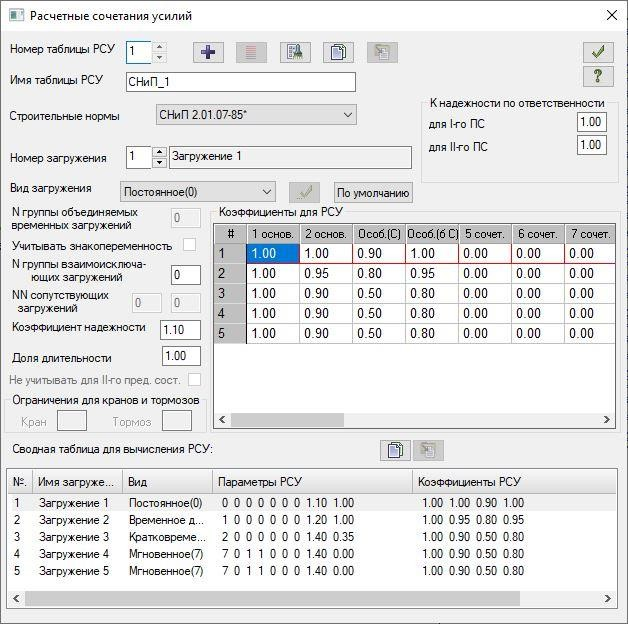 Расчетные сочетания усилий
Номер таблицы РСУ 1
Имя таблицы РСУ СНиП_1
Строительные нормы СНиП 2.01.07-85*
К надежности по ответственности
для I-го ПС 1.00
для II-го ПС 1.00
Номер загружения 1 Загружение 1
Вид загружения Постоянное(0) По умолчанию
N группы объединяемых
временных загружений 0
Учитывать знакопеременность
N группы взаимоисключа-
ющих загружений 0
NN сопутствующих
загружений 0 0
Коэффициент надежности 1.10
Доля длительности 1.00
Не учитывать для II-го пред. сост.
Ограничения для кранов и тормозов
Кран Тормоз
Коэффициенты для РСУ
# 1 основ. 2 основ. Особ.(С) Особ.(б С) 5 сочет. 6 сочет. 7 сочет.
1 1.00 1.00 0.90 1.00 0.00 0.00 0.00
2 1.00 0.95 0.80 0.95 0.00 0.00 0.00
3 1.00 0.90 0.50 0.80 0.00 0.00 0.00
4 1.00 0.90 0.50 0.80 0.00 0.00 0.00
5 1.00 0.90 0.50 0.80 0.00 0.00 0.00
Сводная таблица для вычисления РСУ:
№. Имя загруже... Вид Параметры РСУ Коэффициенты РСУ
1 Загружение 1 Постоянное(0) 0 0 0 0 0 0 0 1.10 1.00 1.00 1.00 0.90 1.00
2 Загружение 2 Временное д... 1 0 0 0 0 0 0 1.20 1.00 1.00 0.95 0.80 0.95
3 Загружение 3 Кратковреме... 2 0 0 0 0 0 0 1.40 0.35 1.00 0.90 0.50 0.80
4 Загружение 4 Мгновенное(7) 7 0 1 1 0 0 0 1.40 0.00 1.00 0.90 0.50 0.80
5 Загружение 5 Мгновенное(7) 7 0 1 1 0 0 0 1.40 0.00 1.00 0.90 0.50 0.80